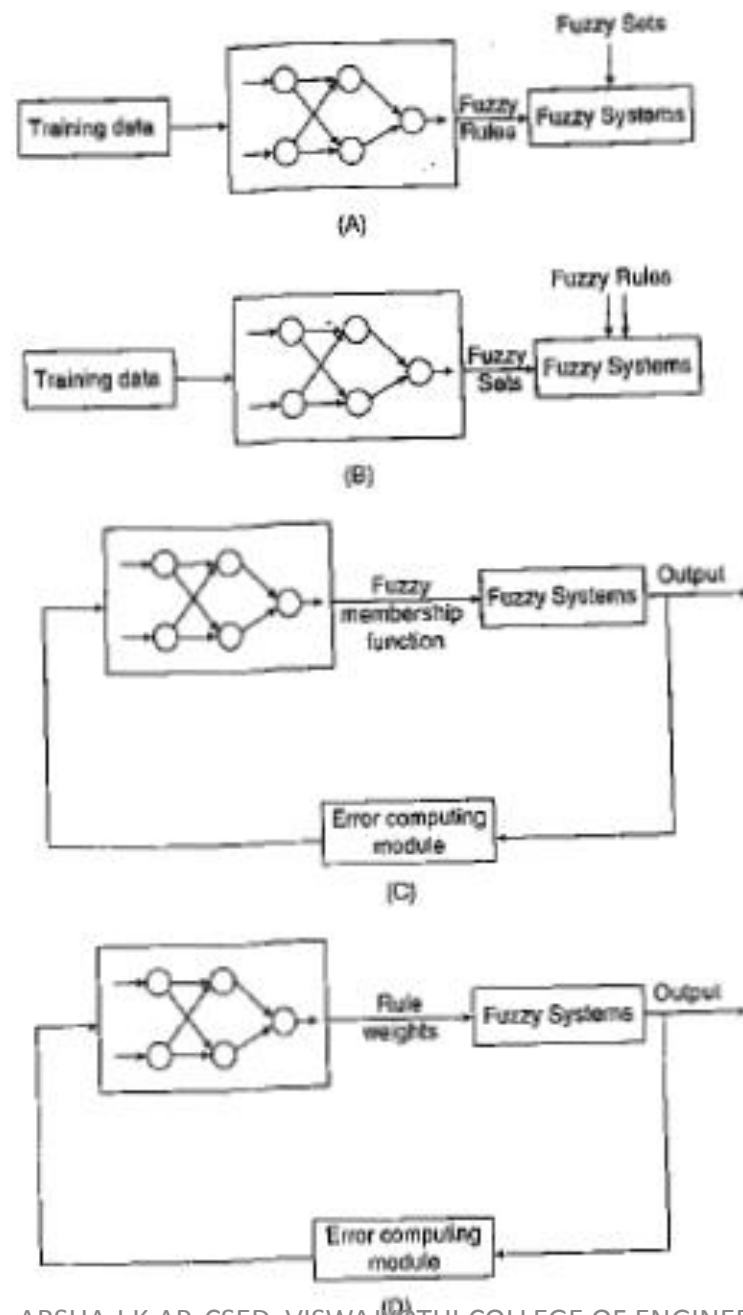 Fuzzy Sets
Training data
Fuzzy
Rules
Fuzzy Systems
(A)
Fuzzy Rules
Training data
Fuzzy
Sets
Fuzzy Systems
(B)
Fuzzy
membership
function
Fuzzy Systems
Output
Error computing
module
(C)
Rule
weights
Fuzzy Systems
Output
Error computing
module
(D)